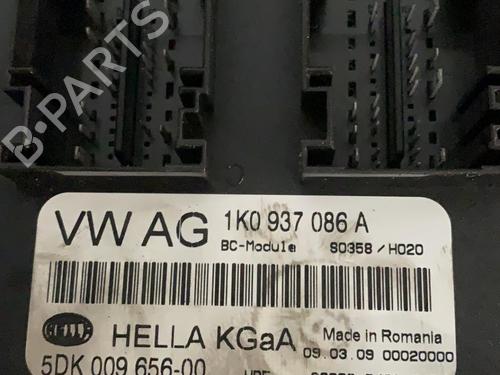 B-PARTS
VW AG 1K0 937 086 A
BC-Module S0358 / H020
HELLA HELLA KGaA Made in Romania
09.03.09 00020000
5DK 009 656-00